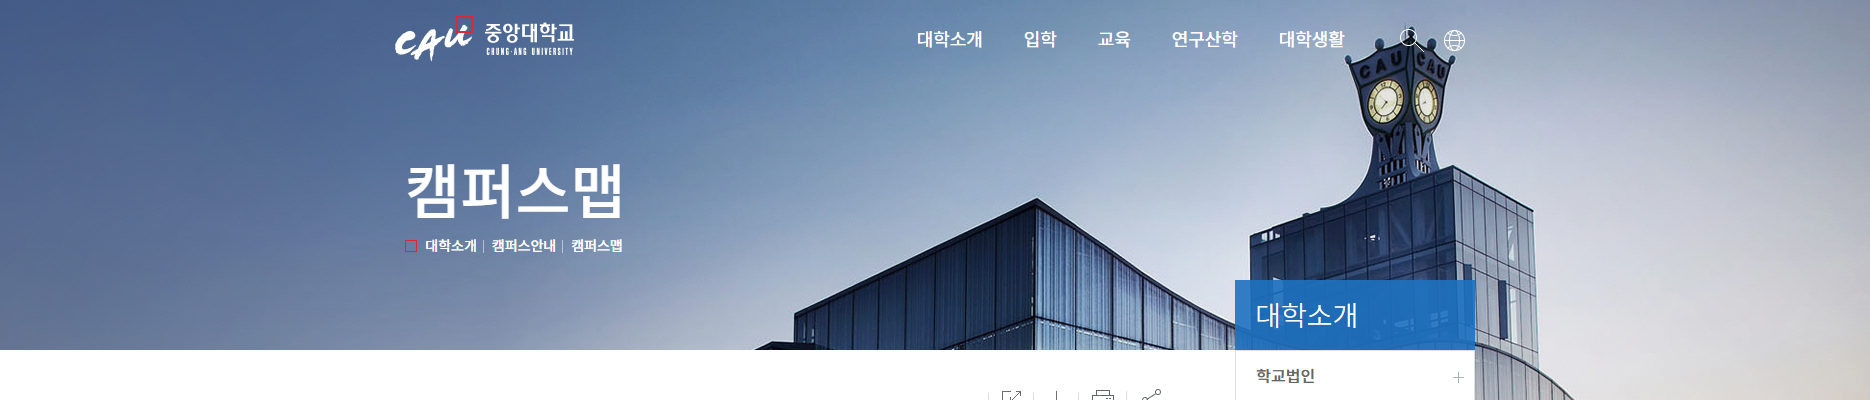 CAU 중앙대학교
CHUNG-ANG UNIVERSITY
대학소개 입학 교육 연구산학 대학생활
CAU CAU
캠퍼스맵
대학소개 | 캠퍼스안내 | 캠퍼스맵
대학소개
학교법인